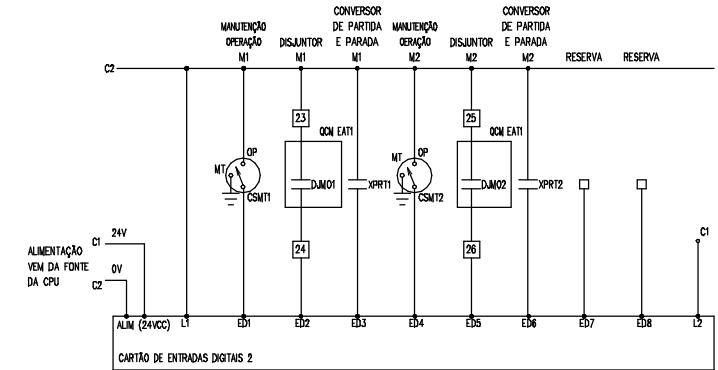 CONVERSOR
DE PARTIDA
E PARADA
M1
CONVERSOR
DE PARTIDA
E PARADA
M2
MANUTENÇÃO
OPERAÇÃO
M1
DISJUNTOR
M1
MANUTENÇÃO
OERAÇÃO
M2
DISJUNTOR
M2
RESERVA
RESERVA
C2
23
25
QCM EAT1
QCM EAT1
OP
MT
CSMT1
DJM01
XPRT1
OP
MT
CSMT2
DJM02
XPRT2
24
26
C1
24V
C1
ALIMENTAÇÃO
VEM DA FONTE
DA CPU
0V
C2
ALIM (24VCC)
L1
ED1
ED2
ED3
ED4
ED5
ED6
ED7
ED8
L2
CARTÃO DE ENTRADAS DIGITAIS 2